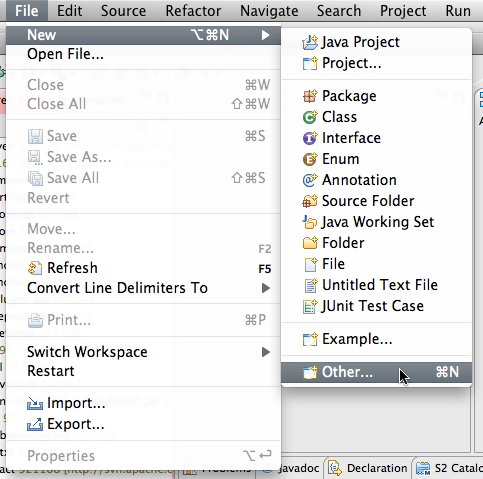 File Edit Source Refactor Navigate Search Project Run
New ⌥⌘N
Open File...
Close ⌘W
Close All ⇧⌘W
Save ⌘S
Save As...
Save All ⇧⌘S
Revert
Move...
Rename... F2
Refresh F5
Convert Line Delimiters To
Print... ⌘P
Switch Workspace
Restart
Import...
Export...
Properties ⌥⏎
Java Project
Project...
Package
Class
Interface
Enum
Annotation
Source Folder
Java Working Set
Folder
File
Untitled Text File
JUnit Test Case
Example...
Other... ⌘N
Problems Javadoc Declaration S2 Catalo